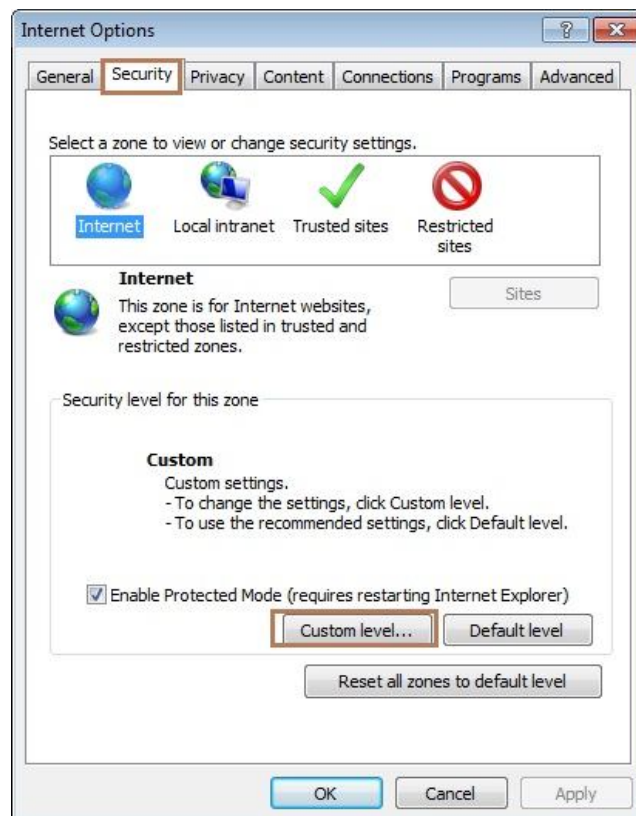 Internet Options
General Security Privacy Content Connections Programs Advanced
Select a zone to view or change security settings.
Internet Local intranet Trusted sites Restricted
sites
Internet
Sites
This zone is for Internet websites,
except those listed in trusted and
restricted zones.
Security level for this zone
Custom
Custom settings.
- To change the settings, click Custom level.
- To use the recommended settings, click Default level.
Enable Protected Mode (requires restarting Internet Explorer)
Custom level... Default level
Reset all zones to default level
OK Cancel Apply